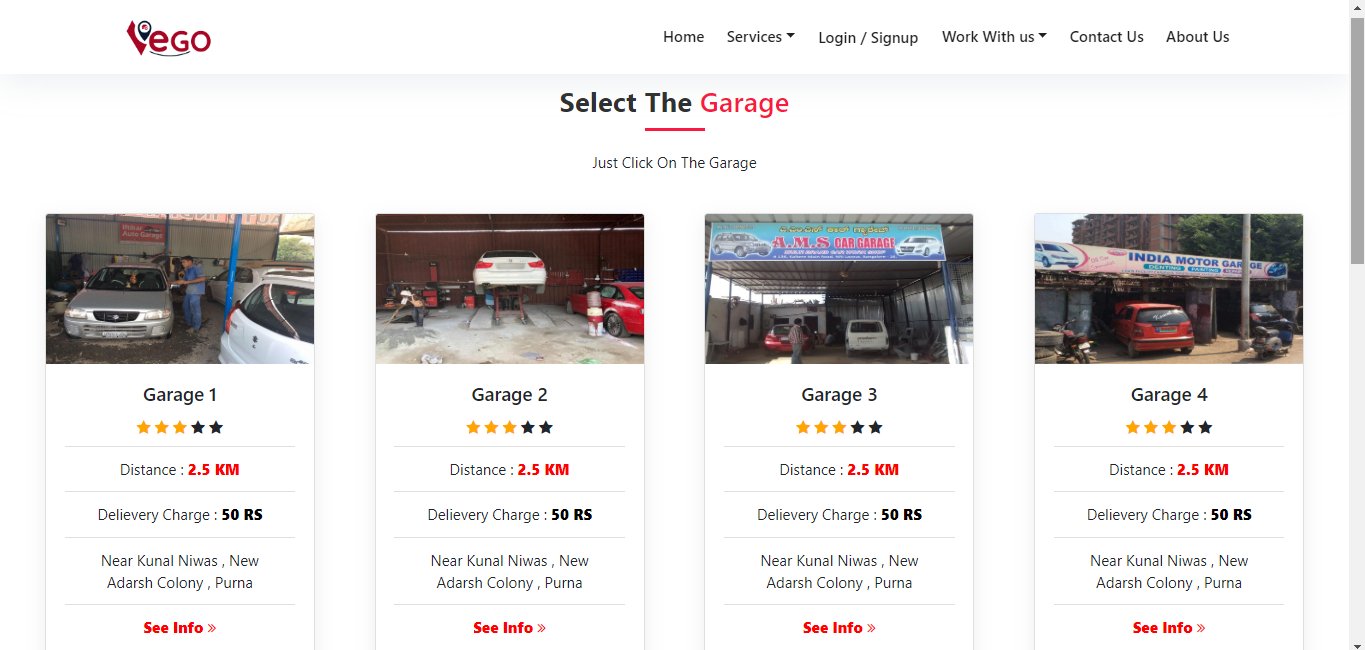 VeGO
Home Services Login / Signup Work With us Contact Us About Us
Select The Garage
Just Click On The Garage
Auto Garage
A.M.S CAR GARAGE
INDIA MOTOR GARAGE
DENTING PAINTING
Garage 1
Distance : 2.5 KM
Delievery Charge : 50 RS
Near Kunal Niwas , New
Adarsh Colony , Purna
See Info »
Garage 2
Distance : 2.5 KM
Delievery Charge : 50 RS
Near Kunal Niwas , New
Adarsh Colony , Purna
See Info »
Garage 3
Distance : 2.5 KM
Delievery Charge : 50 RS
Near Kunal Niwas , New
Adarsh Colony , Purna
See Info »
Garage 4
Distance : 2.5 KM
Delievery Charge : 50 RS
Near Kunal Niwas , New
Adarsh Colony , Purna
See Info »